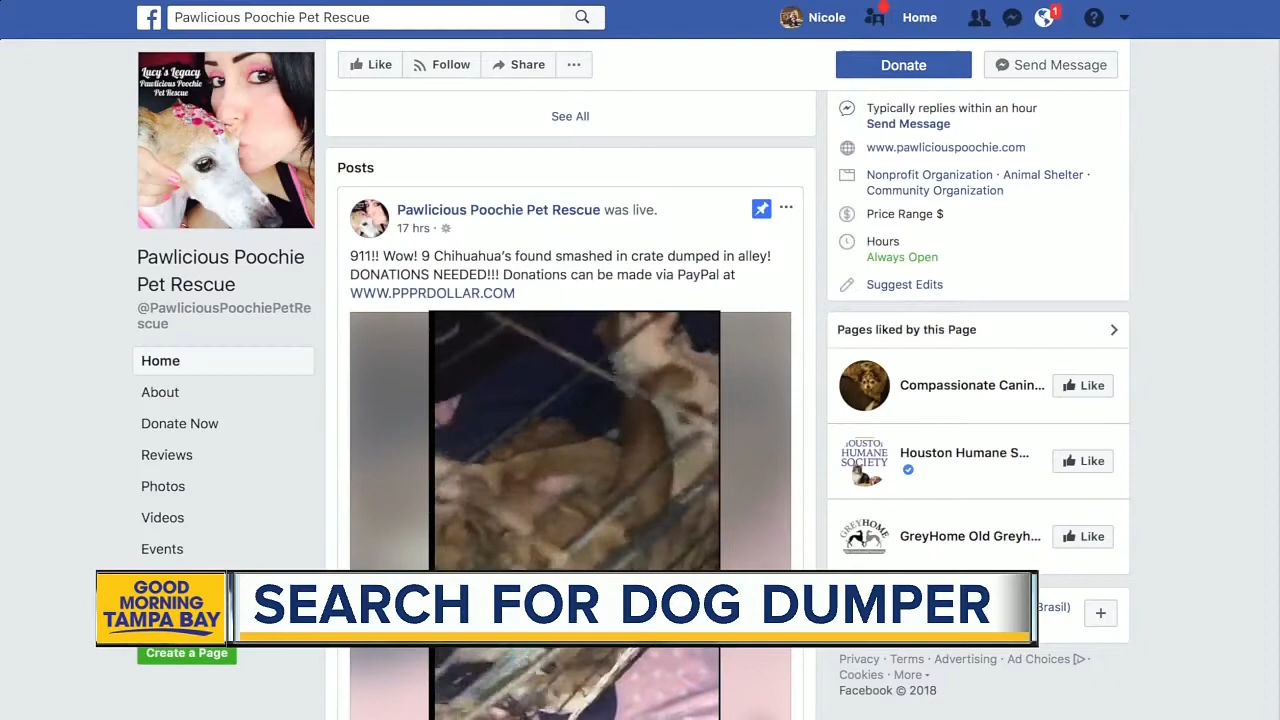 Pawlicious Poochie Pet Rescue
Nicole
Home
1
Lucy's Legacy
Pawlicious Poochie
Pet Rescue
Pawlicious Poochie
Pet Rescue
@PawliciousPoochiePetRe
scue
Home
About
Donate Now
Reviews
Photos
Videos
Events
Create a Page
Like
Follow
Share
Donate
Send Message
See All
Posts
Pawlicious Poochie Pet Rescue was live.
17 hrs ·
911!! Wow! 9 Chihuahua's found smashed in crate dumped in alley!
DONATIONS NEEDED!!! Donations can be made via PayPal at
WWW.PPPRDOLLAR.COM
Typically replies within an hour
Send Message
www.pawliciouspoochie.com
Nonprofit Organization · Animal Shelter ·
Community Organization
Price Range $
Hours
Always Open
Suggest Edits
Pages liked by this Page
Compassionate Canin...
Like
OUSTO
HUMANE
SOCIETY
Houston Humane S...
Like
GREYHOME
GreyHome Old Greyh...
Like
Brasil)
Privacy · Terms · Advertising · Ad Choices ·
Cookies · More
Facebook © 2018
GOOD
MORNING
TAMPA BAY
SEARCH FOR DOG DUMPER